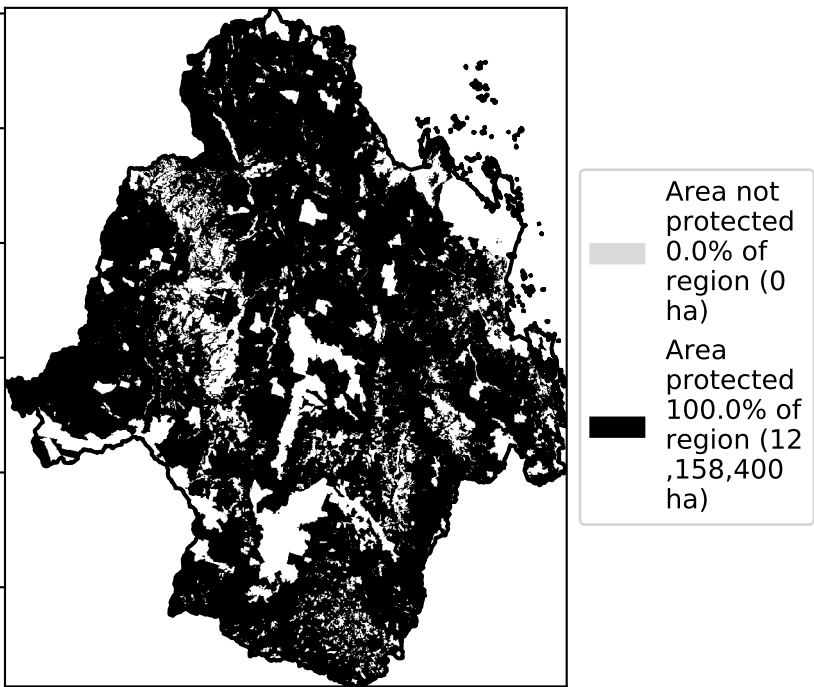 Area not
protected
0.0% of
region (0
ha)
Area
protected
100.0% of
region (12
,158,400
ha)